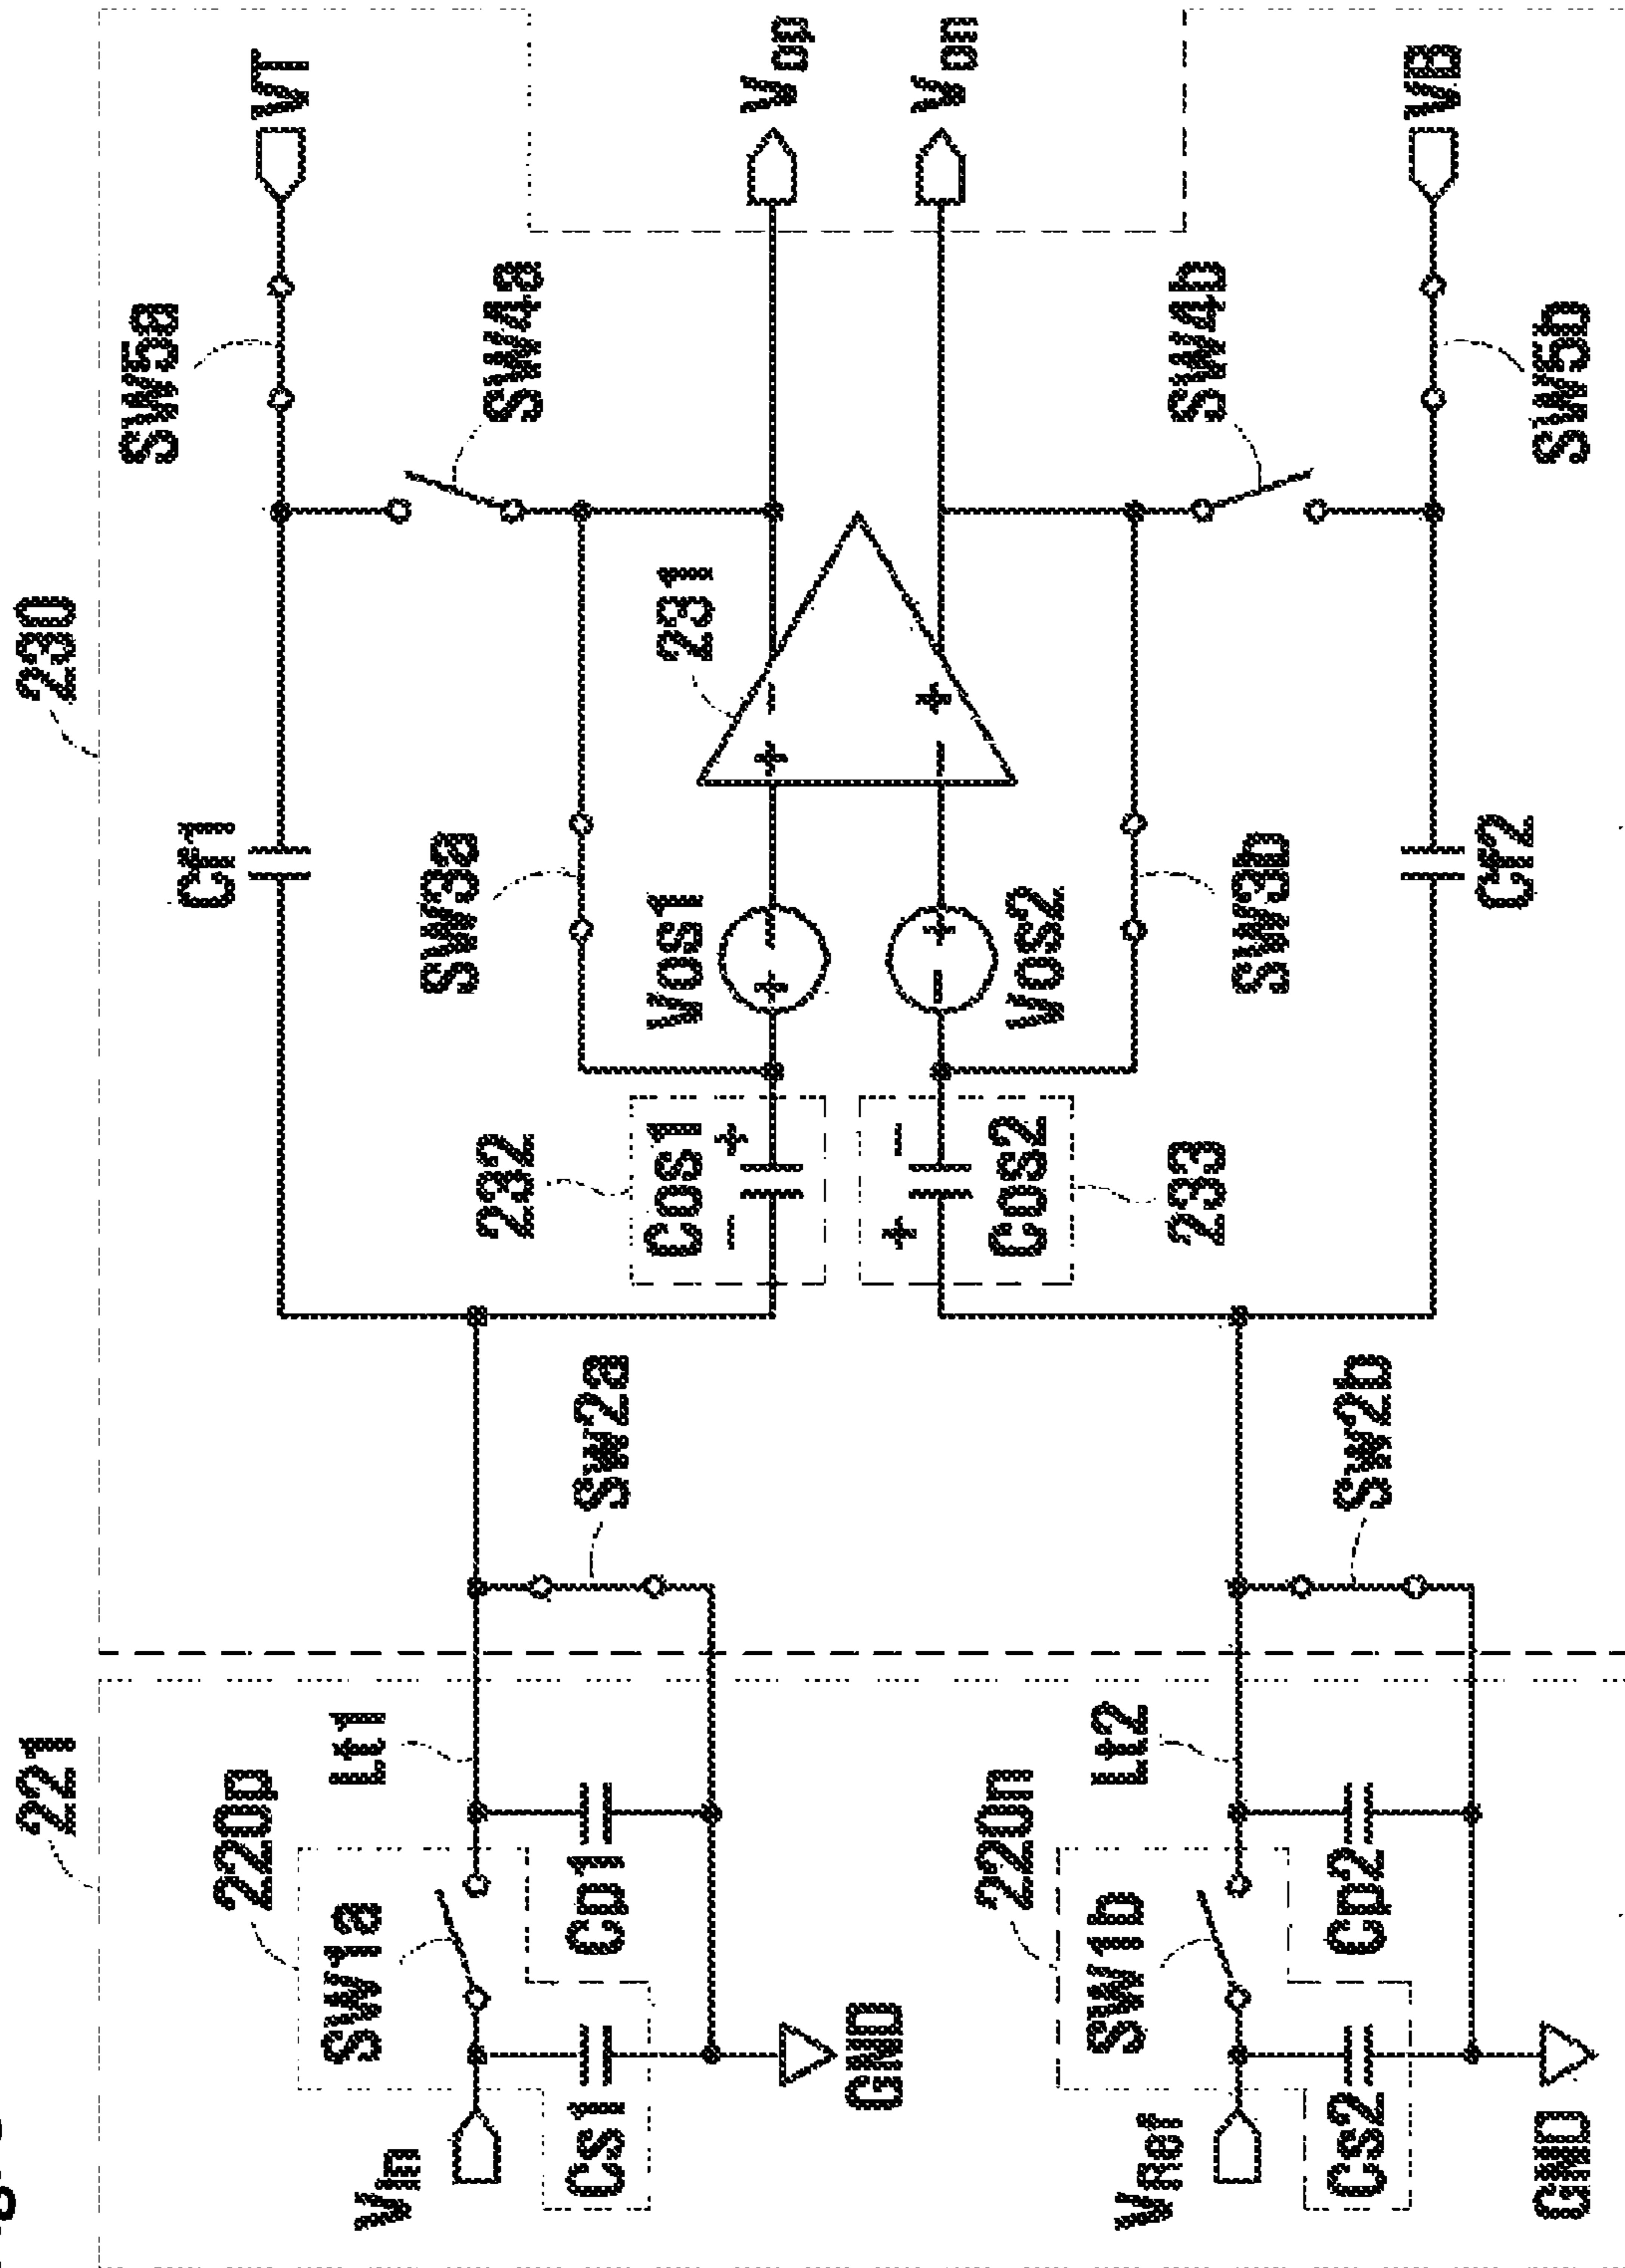 221
230
220p
SW1a
Vin
Cs1
Cp1
Lt1
GND
SW2a
Cf1
SW5a
VT
SW4a
SW3a
232
Cos1
- +
Vos1
+ -
231
+ -
- +
Vop
Von
Vos2
- +
Cos2
+ -
233
SW3b
SW4b
Cf2
SW5b
VB
220n
SW1b
VRef
Cs2
Cp2
Lt2
GND
SW2b